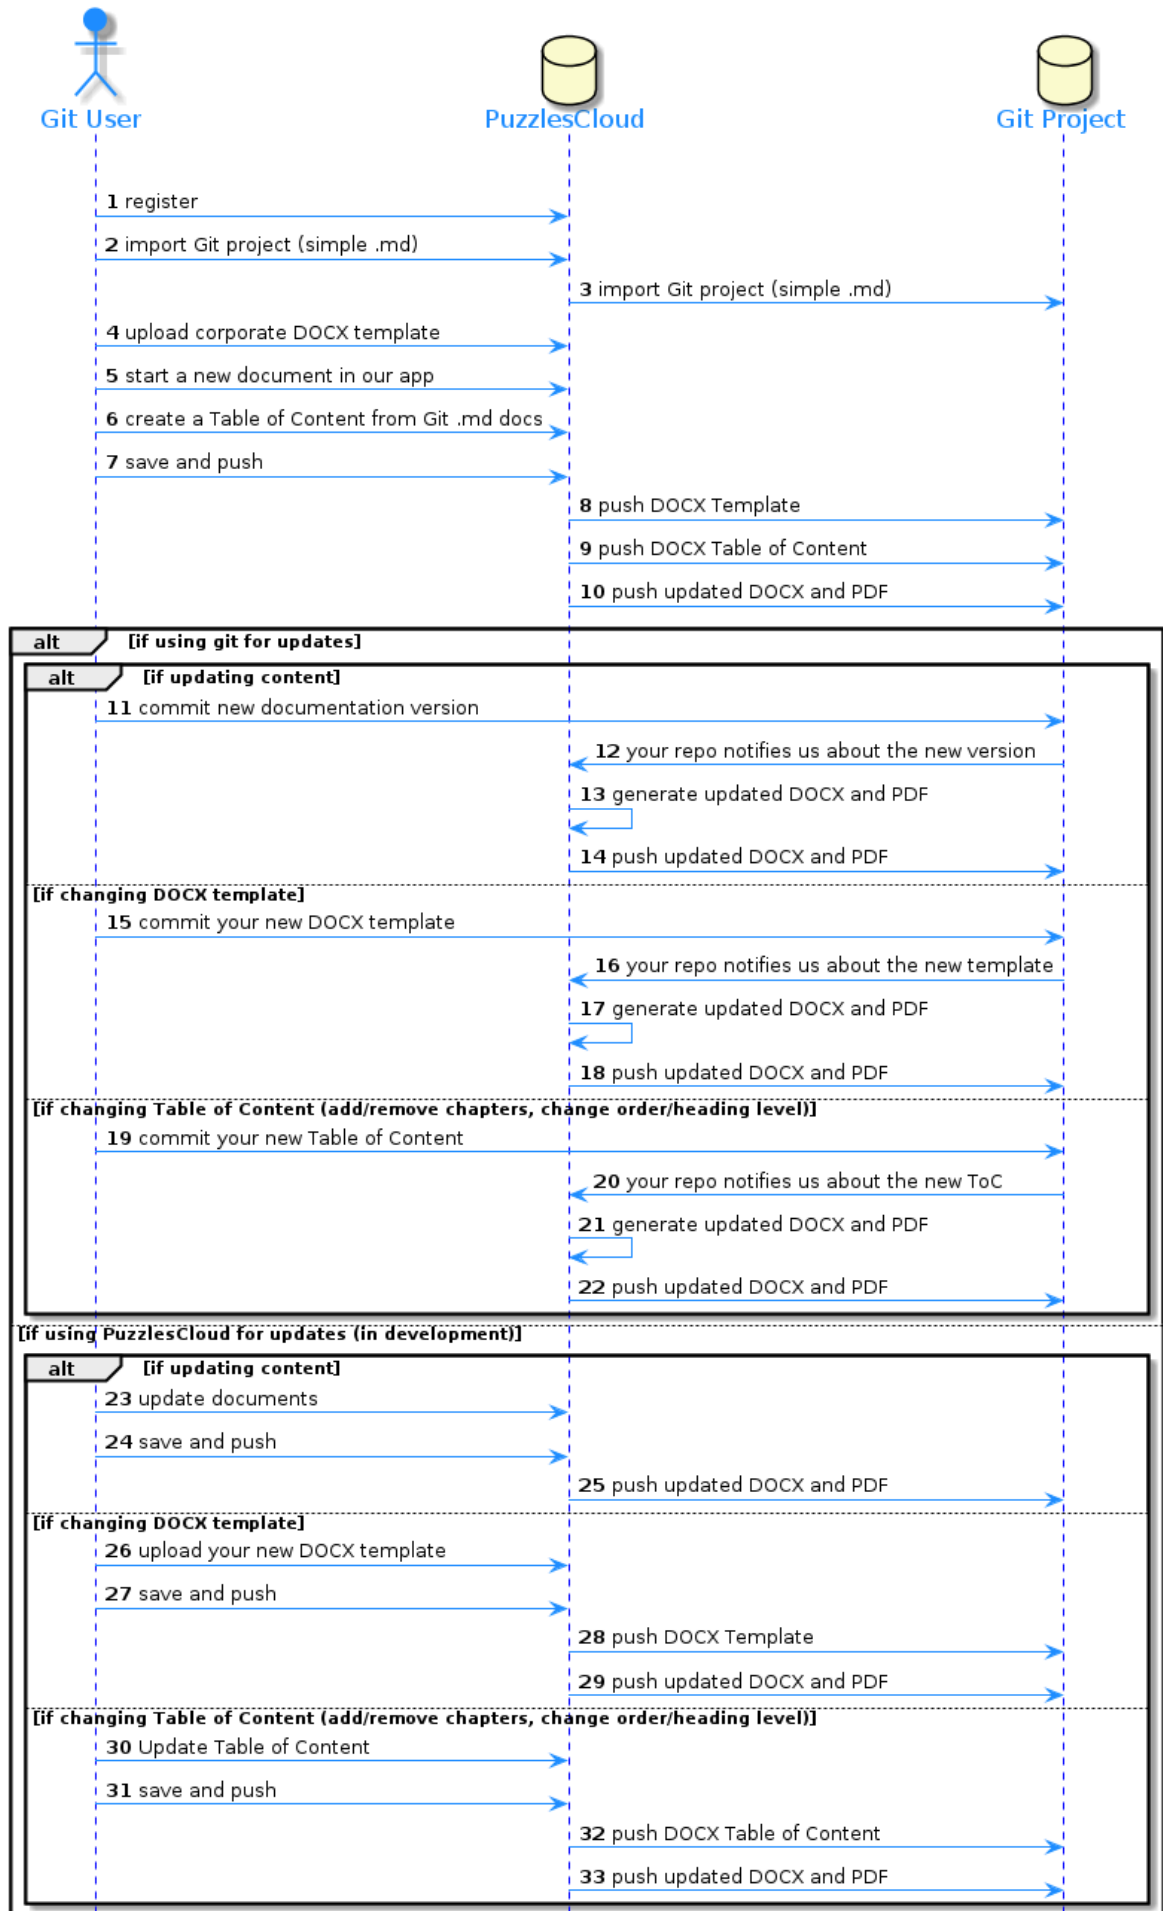 Git User
PuzzlesCloud
Git Project
1 register
2 import Git project (simple .md)
3 import Git project (simple .md)
4 upload corporate DOCX template
5 start a new document in our app
6 create a Table of Content from Git .md docs
7 save and push
8 push DOCX Template
9 push DOCX Table of Content
10 push updated DOCX and PDF
alt [if using git for updates]
alt [if updating content]
11 commit new documentation version
12 your repo notifies us about the new version
13 generate updated DOCX and PDF
14 push updated DOCX and PDF
[if changing DOCX template]
15 commit your new DOCX template
16 your repo notifies us about the new template
17 generate updated DOCX and PDF
18 push updated DOCX and PDF
[if changing Table of Content (add/remove chapters, change order/heading level)]
19 commit your new Table of Content
20 your repo notifies us about the new ToC
21 generate updated DOCX and PDF
22 push updated DOCX and PDF
[if using PuzzlesCloud for updates (in development)]
alt [if updating content]
23 update documents
24 save and push
25 push updated DOCX and PDF
[if changing DOCX template]
26 upload your new DOCX template
27 save and push
28 push DOCX Template
29 push updated DOCX and PDF
[if changing Table of Content (add/remove chapters, change order/heading level)]
30 Update Table of Content
31 save and push
32 push DOCX Table of Content
33 push updated DOCX and PDF